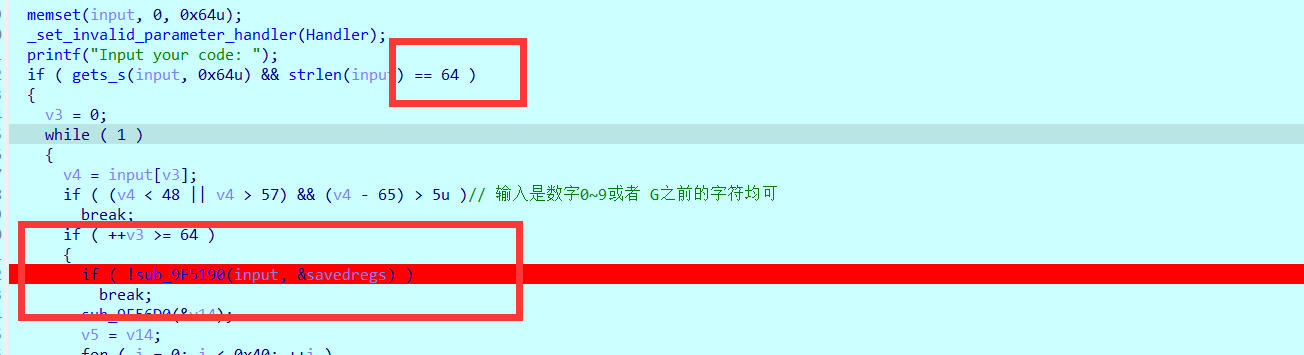 memset(input, 0, 0x64u);
_set_invalid_parameter_handler(Handler);
printf("Input your code: ");
if ( gets_s(input, 0x64u) && strlen(input) == 64 )
{
v3 = 0;
while ( 1 )
{
v4 = input[v3];
if ( (v4 < 48 || v4 > 57) && (v4 - 65) > 5u )// 输入是数字0~9或者 G之前的字符均可
break;
if ( ++v3 >= 64 )
{
if ( !sub_9F5190(input, &savedregs) )
break;
sub_9F56D0(&v14);
v5 = v14;
for ( i = 0; i < 0x40; ++i )